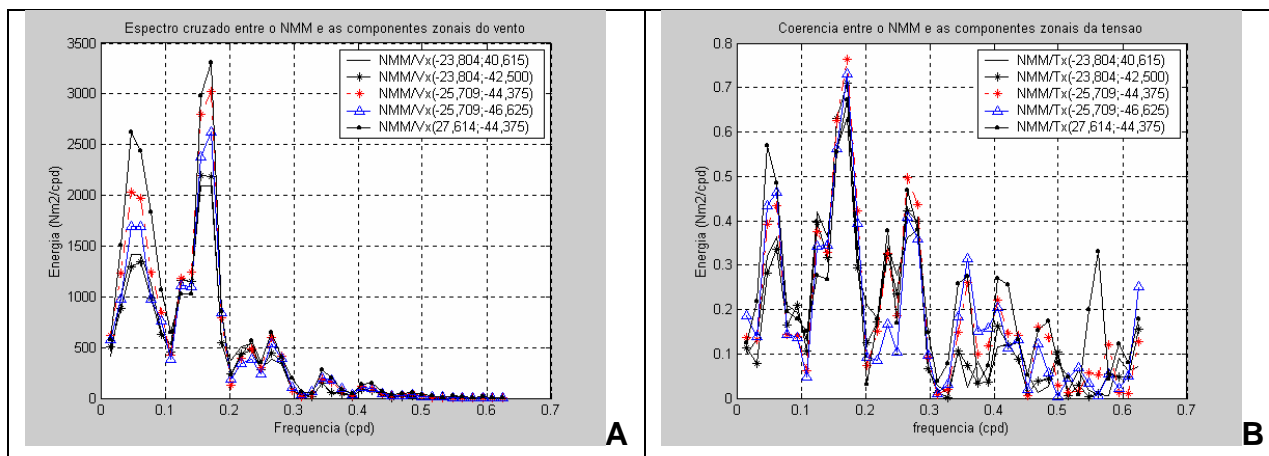 Espectro cruzado entre o NMM e as componentes zonais do vento
3500
3000
2500
2000
1500
1000
500
0
Energia (Nm2/cpd)
NMM/Vx(-23,804;40,615)
NMM/Vx(-23,804;-42,500)
NMM/Vx(-25,709;-44,375)
NMM/Vx(-25,709;-46,625)
NMM/Vx(27,614;-44,375)
0 0.1 0.2 0.3 0.4 0.5 0.6 0.7
Frequencia (cpd)
A
Coerencia entre o NMM e as componentes zonais da tensao
0.8
0.7
0.6
0.5
0.4
0.3
0.2
0.1
0
Energia (Nm2/cpd)
NMM/Tx(-23,804;40,615)
NMM/Tx(-23,804;-42,500)
NMM/Tx(-25,709;-44,375)
NMM/Tx(-25,709;-46,625)
NMM/Tx(27,614;-44,375)
0 0.1 0.2 0.3 0.4 0.5 0.6 0.7
frequencia (cpd)
B